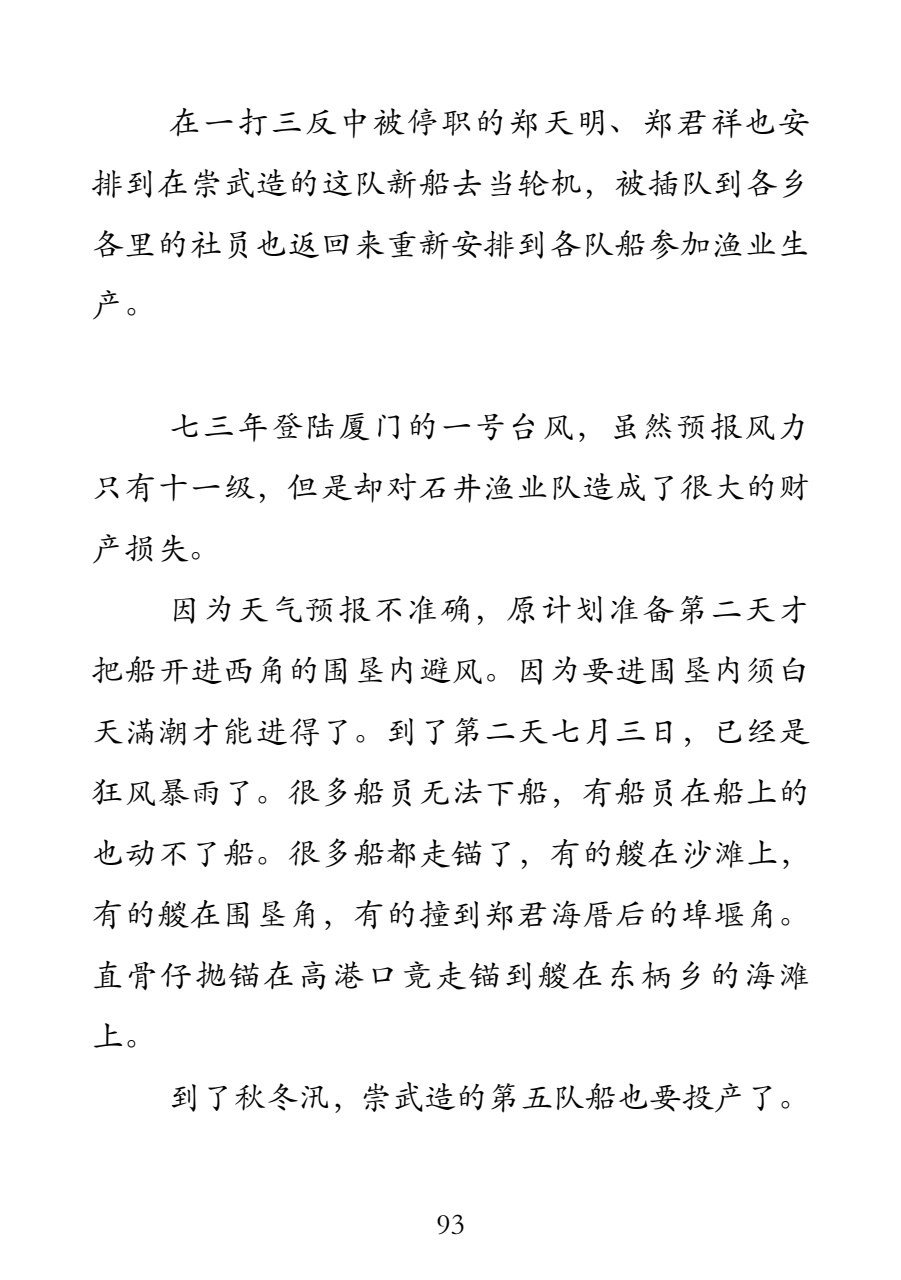 在一打三反中被停职的郑天明、郑君祥也安
排到在崇武造的这队新船去当轮机，被插队到各乡
各里的社员也返回来重新安排到各队船参加渔业生
产。
七三年登陆厦门的一号台风，虽然预报风力
只有十一级，但是却对石井渔业队造成了很大的财
产损失。
因为天气预报不准确，原计划准备第二天才
把船开进西角的围垦内避风。因为要进围垦内须白
天滿潮才能进得了。到了第二天七月三日，已经是
狂风暴雨了。很多船员无法下船，有船员在船上的
也动不了船。很多船都走锚了，有的艐在沙滩上，
有的艐在围垦角，有的撞到郑君海厝后的埠堰角。
直骨仔抛锚在高港口竞走锚到艐在东柄乡的海滩
上。
到了秋冬汛，崇武造的第五队船也要投产了。
93